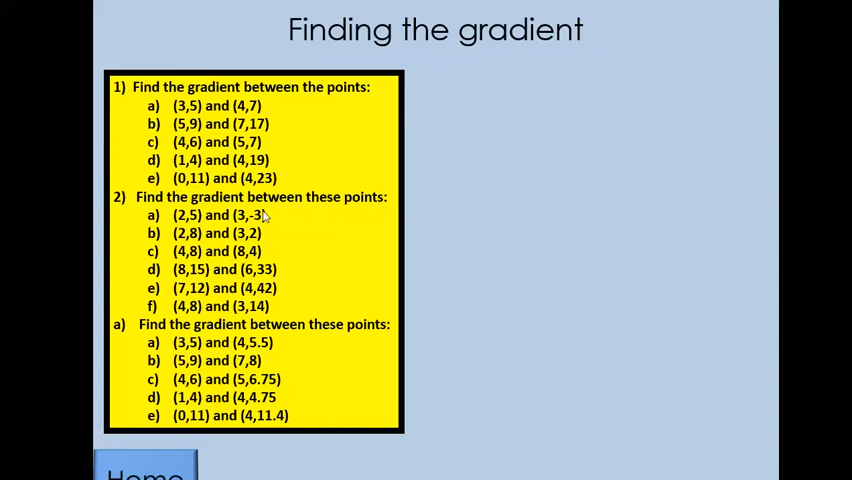 Finding the gradient
1) Find the gradient between the points:
a) (3,5) and (4,7)
b) (5,9) and (7,17)
c) (4,6) and (5,7)
d) (1,4) and (4,19)
e) (0,11) and (4,23)
2) Find the gradient between these points:
a) (2,5) and (3,-3)
b) (2,8) and (3,2)
c) (4,8) and (8,4)
d) (8,15) and (6,33)
e) (7,12) and (4,42)
f) (4,8) and (3,14)
a) Find the gradient between these points:
a) (3,5) and (4,5.5)
b) (5,9) and (7,8)
c) (4,6) and (5,6.75)
d) (1,4) and (4,4.75
e) (0,11) and (4,11.4)
Home